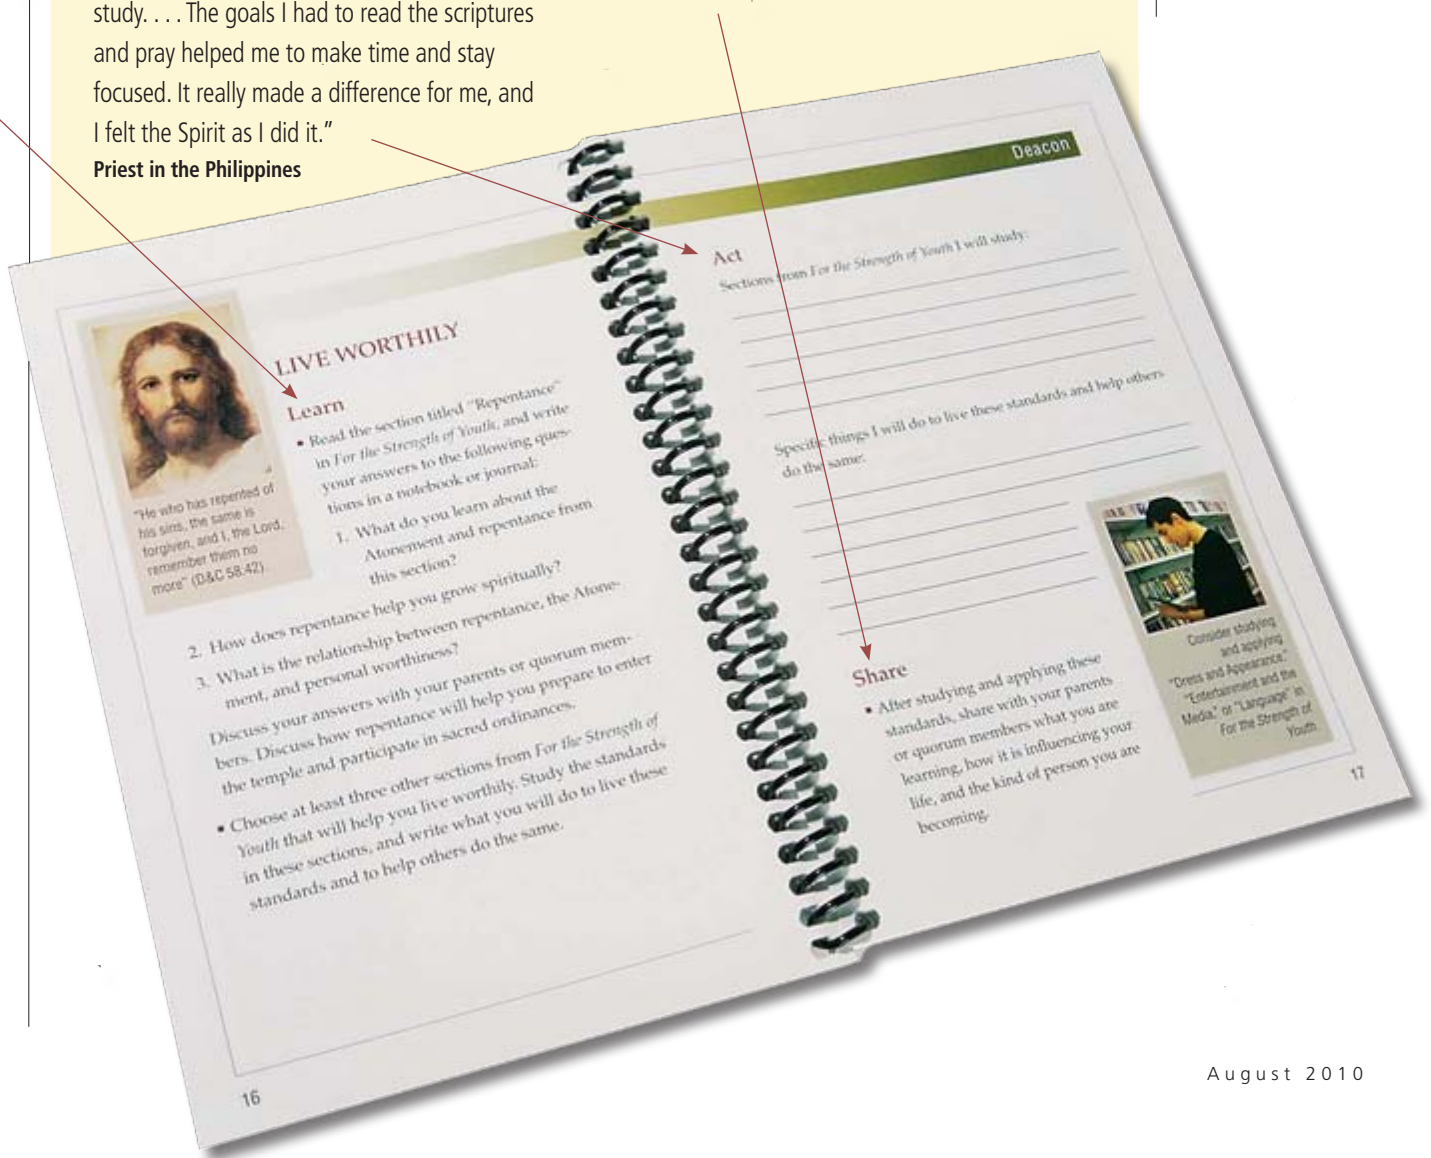 study. . . . The goals I had to read the scriptures
and pray helped me to make time and stay
focused. It really made a difference for me, and
I felt the Spirit as I did it.”
Priest in the Philippines
LIVE WORTHILY
Learn
▪ Read the section titled “Repentance”
in For the Strength of Youth, and write
your answers to the following ques-
tions in a notebook or journal:
1. What do you learn about the
Atonement and repentance from
this section?
"He who has repented of
his sins, the same is
forgiven, and I, the Lord,
remember them no
more" (D&C 58:42).
2. How does repentance help you grow spiritually?
3. What is the relationship between repentance, the Atone-
ment, and personal worthiness?
Discuss your answers with your parents or quorum mem-
bers. Discuss how repentance will help you prepare to enter
the temple and participate in sacred ordinances.
▪ Choose at least three other sections from For the Strength of
Youth that will help you live worthily. Study the standards
in these sections, and write what you will do to live these
standards and to help others do the same.
16
Deacon
Act
Sections from For the Strength of Youth I will study:
Specific things I will do to live these standards and help others
do the same:
Share
▪ After studying and applying these
standards, share with your parents
or quorum members what you are
learning, how it is influencing your
life, and the kind of person you are
becoming.
Consider studying
and applying
"Dress and Appearance,"
"Entertainment and the
Media," or "Language" in
For the Strength of
Youth.
17
August 2010